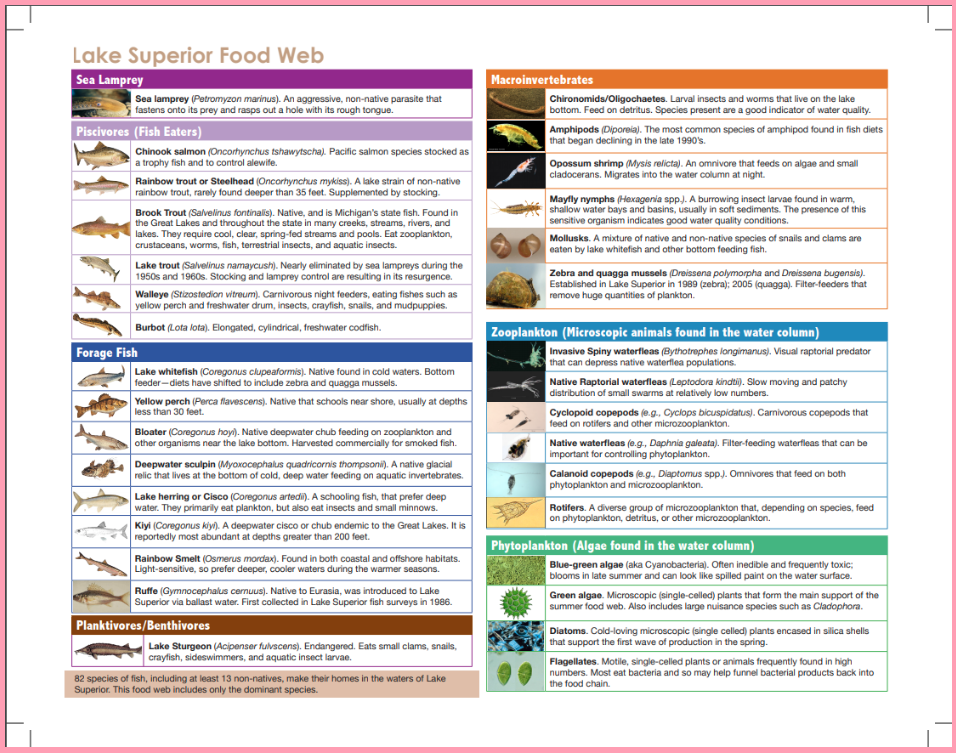 Lake Superior Food Web
Sea Lamprey
Sea lamprey (Petromyzon marinus). An aggressive, non-native parasite that
fastens onto its prey and rasps out a hole with its rough tongue.
Piscivores (Fish Eaters)
Chinook salmon (Oncorhynchus tshawytscha). Pacific salmon species stocked as
a trophy fish and to control alewife.
Rainbow trout or Steelhead (Oncorhynchus mykiss). A lake strain of non-native
rainbow trout, rarely found deeper than 35 feet. Supplemented by stocking.
Brook Trout (Salvelinus fontinalis). Native, and is Michigan's state fish. Found in
the Great Lakes and throughout the state in many creeks, streams, rivers, and
lakes. They require cool, clear, spring-fed streams and pools. Eat zooplankton,
crustaceans, worms, fish, terrestrial insects, and aquatic insects.
Lake trout (Salvelinus namaycush). Nearly eliminated by sea lampreys during the
1950s and 1960s. Stocking and lamprey control are resulting in its resurgence.
Walleye (Stizostedion vitreum). Carnivorous night feeders, eating fishes such as
yellow perch and freshwater drum, insects, crayfish, snails, and mudpuppies.
Burbot (Lota lota). Elongated, cylindrical, freshwater codfish.
Forage Fish
Lake whitefish (Coregonus clupeaformis). Native found in cold waters. Bottom
feeder—diets have shifted to include zebra and quagga mussels.
Yellow perch (Perca flavescens). Native that schools near shore, usually at depths
less than 30 feet.
Bloater (Coregonus hoyi). Native deepwater chub feeding on zooplankton and
other organisms near the lake bottom. Harvested commercially for smoked fish.
Deepwater sculpin (Myoxocephalus quadricornis thompsonii). A native glacial
relic that lives at the bottom of cold, deep water feeding on aquatic invertebrates.
Lake herring or Cisco (Coregonus artedii). A schooling fish, that prefer deep
water. They primarily eat plankton, but also eat insects and small minnows.
Kiyi (Coregonus kiyi). A deepwater cisco or chub endemic to the Great Lakes. It is
reportedly most abundant at depths greater than 200 feet.
Rainbow Smelt (Osmerus mordax). Found in both coastal and offshore habitats.
Light-sensitive, so prefer deeper, cooler waters during the warmer seasons.
Ruffe (Gymnocephalus cernuus). Native to Eurasia, was introduced to Lake
Superior via ballast water. First collected in Lake Superior fish surveys in 1986.
Planktivores/Benthivores
Lake Sturgeon (Acipenser fulvscens). Endangered. Eats small clams, snails,
crayfish, sideswimmers, and aquatic insect larvae.
82 species of fish, including at least 13 non-natives, make their homes in the waters of Lake
Superior. This food web includes only the dominant species.
Macroinvertebrates
Chironomids/Oligochaetes. Larval insects and worms that live on the lake
bottom. Feed on detritus. Species present are a good indicator of water quality.
Amphipods (Diporeia). The most common species of amphipod found in fish diets
that began declining in the late 1990's.
Opossum shrimp (Mysis relicta). An omnivore that feeds on algae and small
cladocerans. Migrates into the water column at night.
Mayfly nymphs (Hexagenia spp.). A burrowing insect larvae found in warm,
shallow water bays and basins, usually in soft sediments. The presence of this
sensitive organism indicates good water quality conditions.
Mollusks. A mixture of native and non-native species of snails and clams are
eaten by lake whitefish and other bottom feeding fish.
Zebra and quagga mussels (Dreissena polymorpha and Dreissena bugensis).
Established in Lake Superior in 1989 (zebra); 2005 (quagga). Filter-feeders that
remove huge quantities of plankton.
Zooplankton (Microscopic animals found in the water column)
Invasive Spiny waterfleas (Bythotrephes longimanus). Visual raptorial predator
that can depress native waterflea populations.
Native Raptorial waterfleas (Leptodora kindtii). Slow moving and patchy
distribution of small swarms at relatively low numbers.
Cyclopoid copepods (e.g., Cyclops bicuspidatus). Carnivorous copepods that
feed on rotifers and other microzooplankton.
Native waterfleas (e.g., Daphnia galeata). Filter-feeding waterfleas that can be
important for controlling phytoplankton.
Calanoid copepods (e.g., Diaptomus spp.). Omnivores that feed on both
phytoplankton and microzooplankton.
Rotifers. A diverse group of microzooplankton that, depending on species, feed
on phytoplankton, detritus, or other microzooplankton.
Phytoplankton (Algae found in the water column)
Blue-green algae (aka Cyanobacteria). Often inedible and frequently toxic;
blooms in late summer and can look like spilled paint on the water surface.
Green algae. Microscopic (single-celled) plants that form the main support of the
summer food web. Also includes large nuisance species such as Cladophora.
Diatoms. Cold-loving microscopic (single celled) plants encased in silica shells
that support the first wave of production in the spring.
Flagellates. Motile, single-celled plants or animals frequently found in high
numbers. Most eat bacteria and so may help funnel bacterial products back into
the food chain.